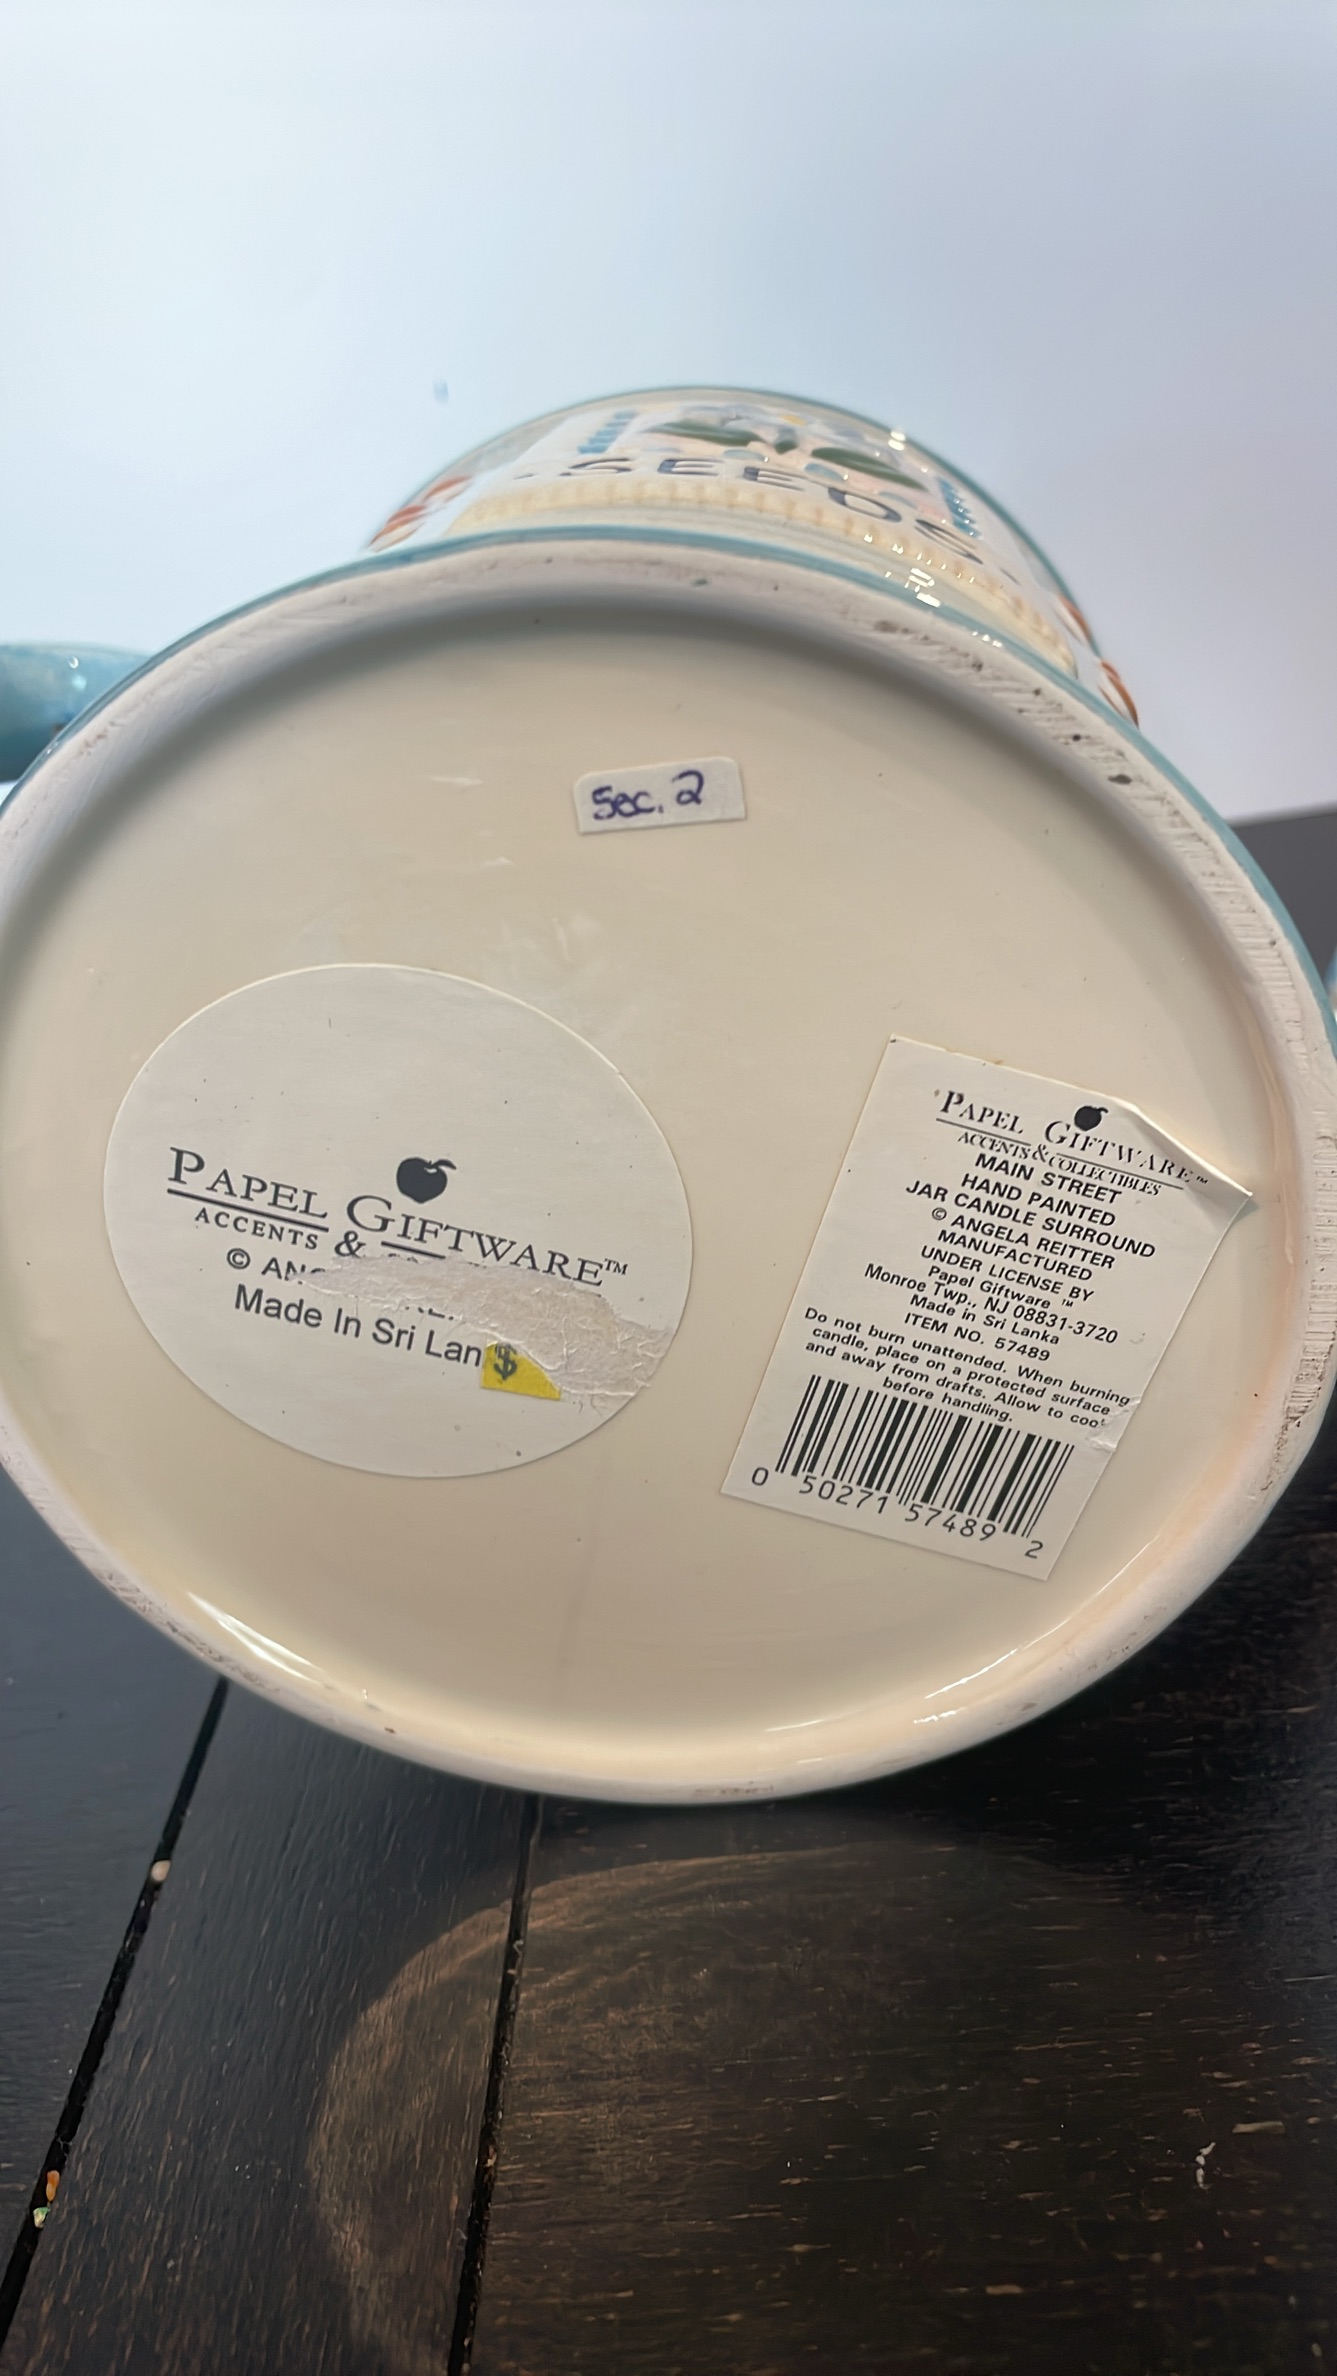 SEEDS
Sec. 2
PAPEL GIFTWARE™
ACCENTS &
©
Made In Sri Lan
$
PAPEL GIFTWARE™
ACCENTS & COLLECTIBLES
MAIN STREET
HAND PAINTED
JAR CANDLE SURROUND
© ANGELA REITTER
MANUFACTURED
UNDER LICENSE BY
Papel Giftware ™
Monroe Twp., NJ 08831-3720
Made in Sri Lanka
ITEM NO. 57489
Do not burn unattended. When burning
candle, place on a protected surface
and away from drafts. Allow to cool
before handling.
0 50271 57489 2